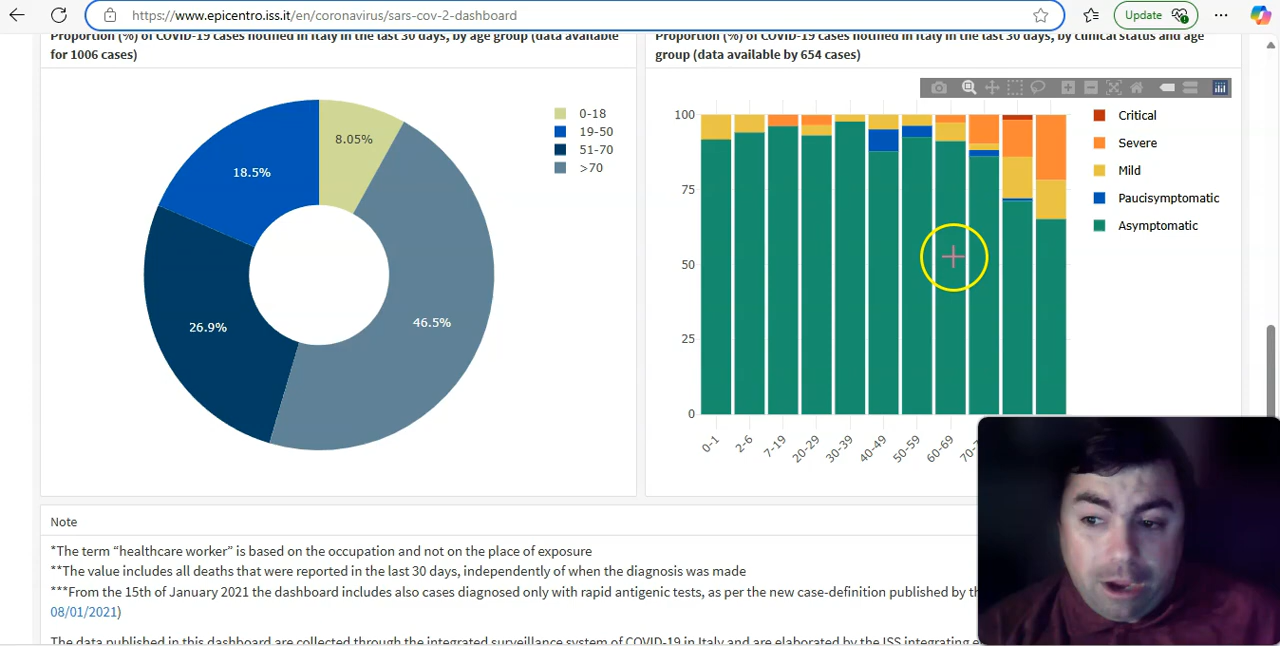 https://www.epicentro.iss.it/en/coronavirus/sars-cov-2-dashboard
Update
Proportion (%) of COVID-19 cases notified in Italy in the last 30 days, by age group (data available
for 1006 cases)
8.05%
18.5%
26.9%
46.5%
0-18
19-50
51-70
>70
Proportion (%) of COVID-19 cases notified in Italy in the last 30 days, by clinical status and age
group (data available by 654 cases)
100
75
50
25
0
0-1
2-6
7-19
20-29
30-39
40-49
50-59
60-69
Critical
Severe
Mild
Paucisymptomatic
Asymptomatic
Note
*The term “healthcare worker” is based on the occupation and not on the place of exposure
**The value includes all deaths that were reported in the last 30 days, independently of when the diagnosis was made
***From the 15th of January 2021 the dashboard includes also cases diagnosed only with rapid antigenic tests, as per the new case-definition published by
08/01/2021)
The data published in this dashboard are collected through the integrated surveillance system of COVID-19 in Italy and are elaborated by the ISS integrating